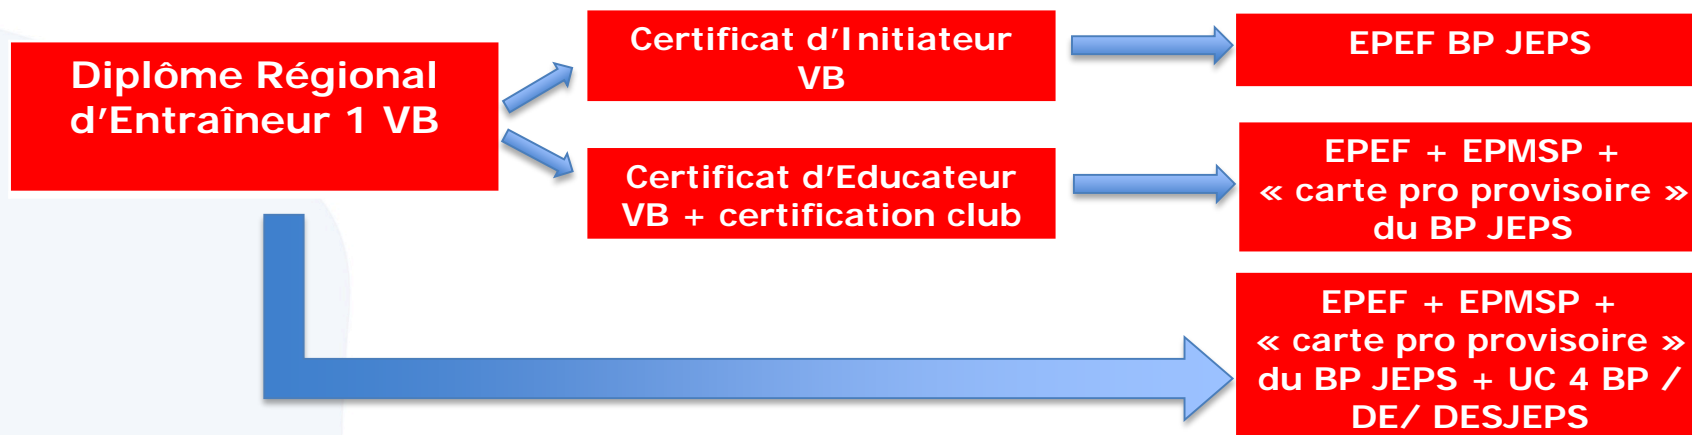 Diplôme Régional
d'Entraîneur 1 VB
Certificat d'Initiateur
VB
EPEF BP JEPS
Certificat d'Educateur
VB + certification club
EPEF + EPMSP +
« carte pro provisoire »
du BP JEPS
EPEF + EPMSP +
« carte pro provisoire »
du BP JEPS + UC 4 BP /
DE/ DESJEPS